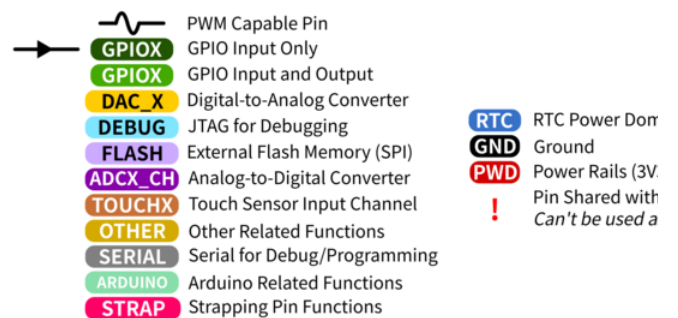 PWM Capable Pin
GPIOX GPIO Input Only
GPIOX GPIO Input and Output
DAC_X Digital-to-Analog Converter
DEBUG JTAG for Debugging
FLASH External Flash Memory (SPI)
ADCX_CH Analog-to-Digital Converter
TOUCHX Touch Sensor Input Channel
OTHER Other Related Functions
SERIAL Serial for Debug/Programming
ARDUINO Arduino Related Functions
STRAP Strapping Pin Functions
RTC RTC Power Dom
GND Ground
PWD Power Rails (3V
! Pin Shared with
Can't be used a